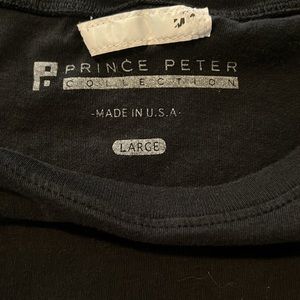 PRINCE PETER
COLLECTION
-MADE IN U.S.A-
LARGE